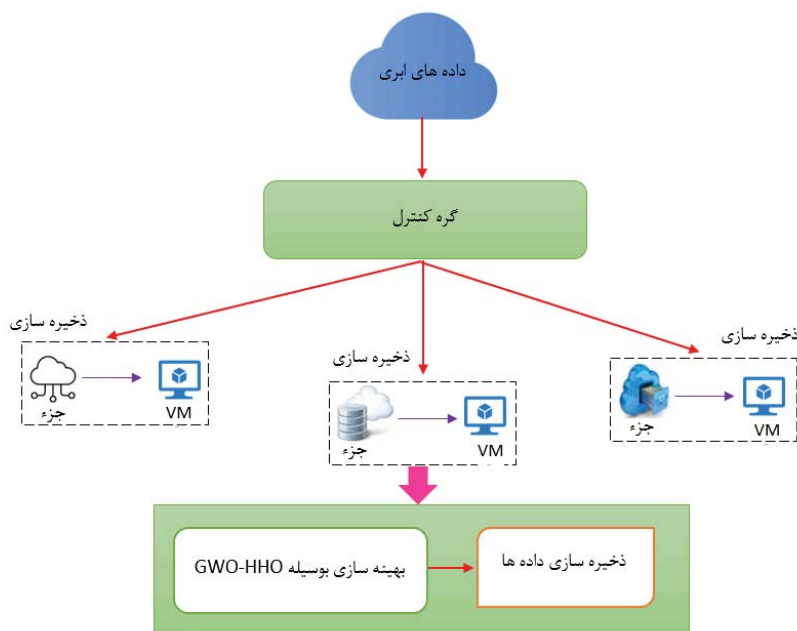 داده های ابری
گره کنترل
ذخیره سازی
جزء
VM
ذخیره سازی
جزء
VM
ذخیره سازی
جزء
VM
بهینه سازی بوسیله GWO-HHO
ذخیره سازی داده ها